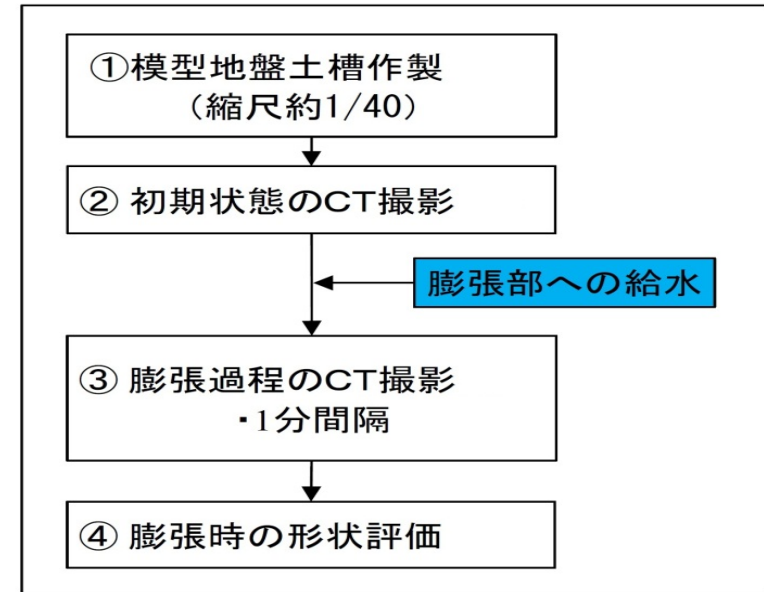 ①模型地盤土槽作製
（縮尺約1/40）
② 初期状態のCT撮影
膨張部への給水
③ 膨張過程のCT撮影
・1分間隔
④ 膨張時の形状評価